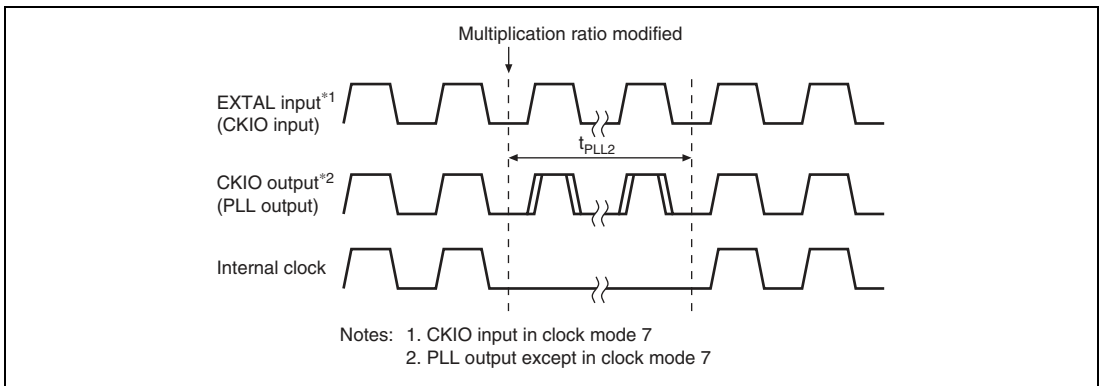 Multiplication ratio modified
EXTAL input*1
(CKIO input)
tPLL2
CKIO output*2
(PLL output)
Internal clock
Notes: 1. CKIO input in clock mode 7
2. PLL output except in clock mode 7